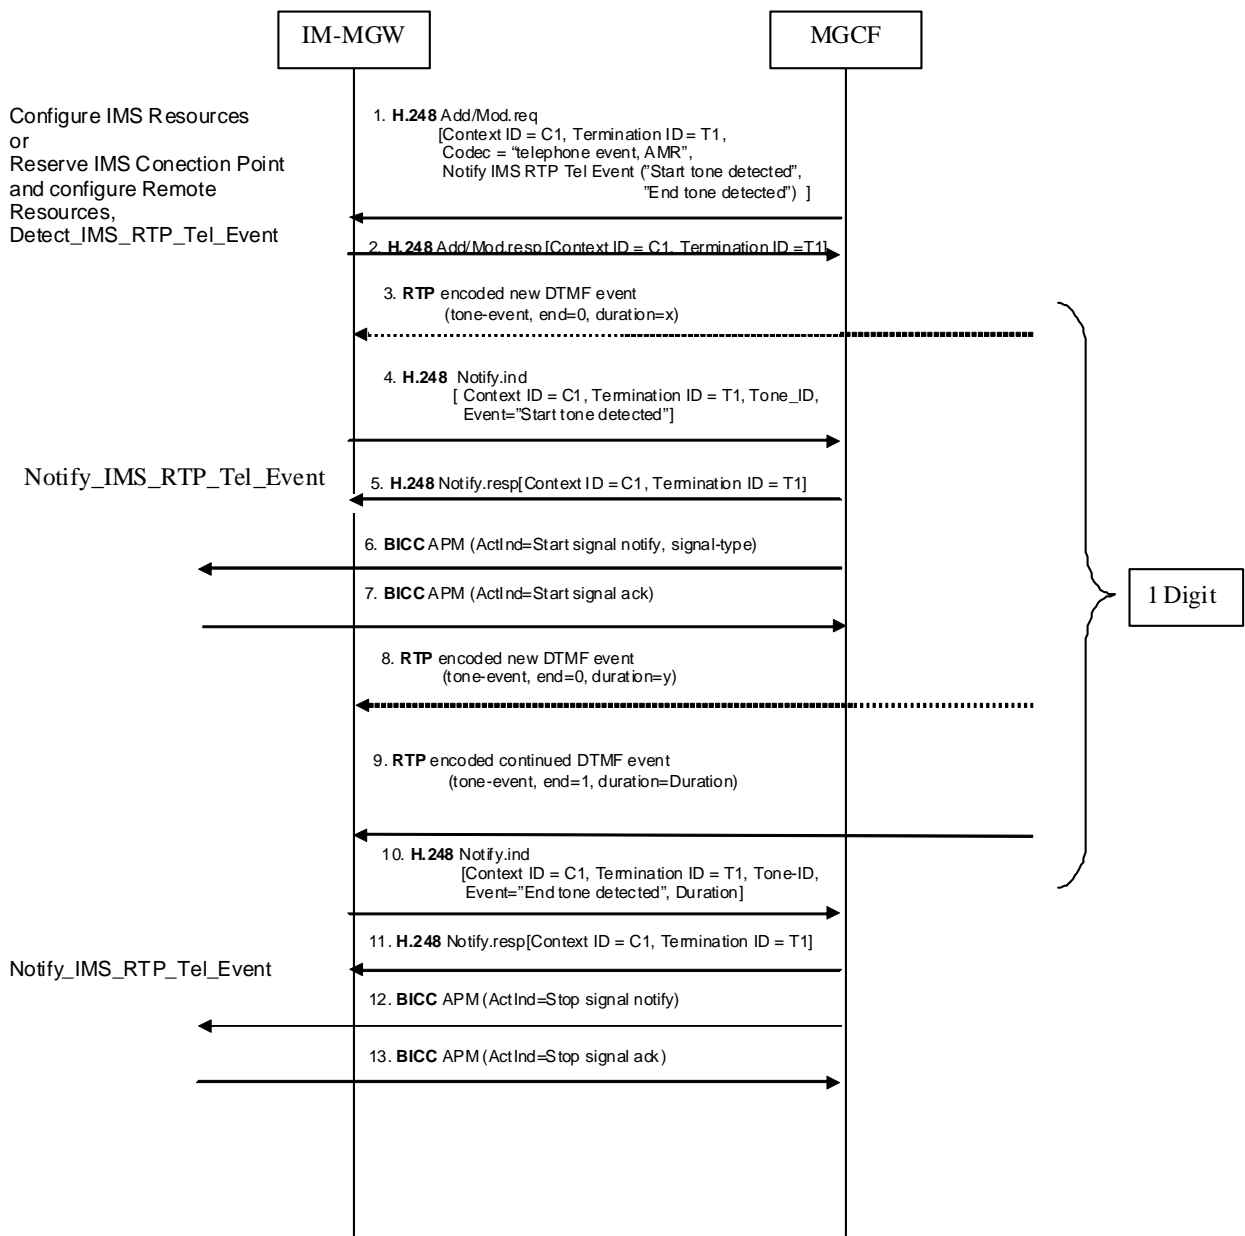 IM-MGW
MGCF
Configure IMS Resources
or
Reserve IMS Conection Point
and configure Remote
Resources,
Detect_IMS_RTP_Tel_Event
1. H.248 Add/Mod.req
[Context ID = C1, Termination ID= T1,
Codec = “telephone event, AMR”,
Notify IMS RTP Tel Event (”Start tone detected”,
”End tone detected”) ]
2. H.248 Add/Mod.resp [Context ID = C1, Termination ID =T1]
3. RTP encoded new DTMF event
(tone-event, end=0, duration=x)
4. H.248 Notify.ind
[ Context ID = C1, Termination ID = T1, Tone_ID,
Event=”Start tone detected”]
Notify_IMS_RTP_Tel_Event
5. H.248 Notify.resp[Context ID = C1, Termination ID = T1]
6. BICC APM (ActInd=Start signal notify, signal-type)
7. BICC APM (ActInd=Start signal ack)
1 Digit
8. RTP encoded new DTMF event
(tone-event, end=0, duration=y)
9. RTP encoded continued DTMF event
(tone-event, end=1, duration=Duration)
10. H.248 Notify.ind
[Context ID = C1, Termination ID = T1, Tone-ID,
Event=”End tone detected”, Duration]
11. H.248 Notify.resp[Context ID = C1, Termination ID = T1]
Notify_IMS_RTP_Tel_Event
12. BICC APM (ActInd=Stop signal notify)
13. BICC APM (ActInd=Stop signal ack)